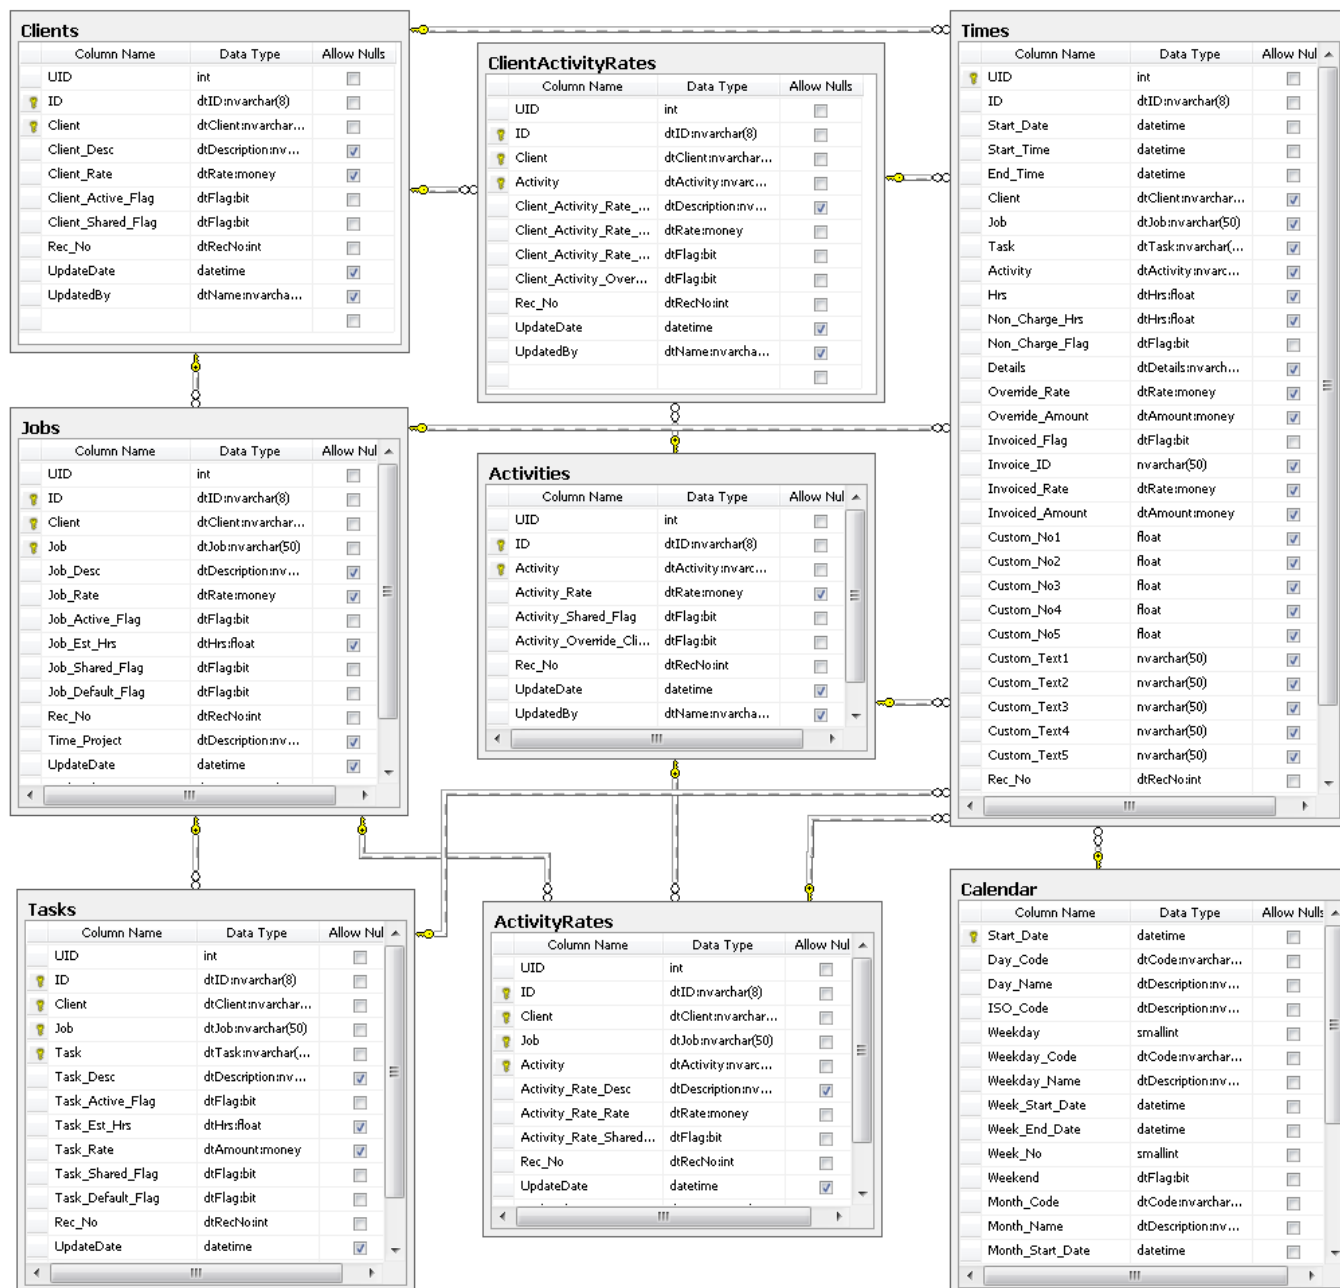 Clients
Column Name Data Type Allow Nulls
UID int
ID dtID:nvarchar(8)
Client dtClient:nvarchar...
Client_Desc dtDescription:nv...
Client_Rate dtRate:money
Client_Active_Flag dtFlag:bit
Client_Shared_Flag dtFlag:bit
Rec_No dtRecNo:int
UpdateDate datetime
UpdatedBy dtName:nvarcha...
ClientActivityRates
Column Name Data Type Allow Nulls
UID int
ID dtID:nvarchar(8)
Client dtClient:nvarchar...
Activity dtActivity:nvarc...
Client_Activity_Rate_... dtDescription:nv...
Client_Activity_Rate_... dtRate:money
Client_Activity_Rate_... dtFlag:bit
Client_Activity_Over... dtFlag:bit
Rec_No dtRecNo:int
UpdateDate datetime
UpdatedBy dtName:nvarcha...
Times
Column Name Data Type Allow Nul
UID int
ID dtID:nvarchar(8)
Start_Date datetime
Start_Time datetime
End_Time datetime
Client dtClient:nvarchar...
Job dtJob:nvarchar(50)
Task dtTask:nvarchar(...
Activity dtActivity:nvarc...
Hrs dtHrs:float
Non_Charge_Hrs dtHrs:float
Non_Charge_Flag dtFlag:bit
Details dtDetails:nvarch...
Override_Rate dtRate:money
Override_Amount dtAmount:money
Invoiced_Flag dtFlag:bit
Invoice_ID nvarchar(50)
Invoiced_Rate dtRate:money
Invoiced_Amount dtAmount:money
Custom_No1 float
Custom_No2 float
Custom_No3 float
Custom_No4 float
Custom_No5 float
Custom_Text1 nvarchar(50)
Custom_Text2 nvarchar(50)
Custom_Text3 nvarchar(50)
Custom_Text4 nvarchar(50)
Custom_Text5 nvarchar(50)
Rec_No dtRecNo:int
Jobs
Column Name Data Type Allow Nul
UID int
ID dtID:nvarchar(8)
Client dtClient:nvarchar...
Job dtJob:nvarchar(50)
Job_Desc dtDescription:nv...
Job_Rate dtRate:money
Job_Active_Flag dtFlag:bit
Job_Est_Hrs dtHrs:float
Job_Shared_Flag dtFlag:bit
Job_Default_Flag dtFlag:bit
Rec_No dtRecNo:int
Time_Project dtDescription:nv...
UpdateDate datetime
Activities
Column Name Data Type Allow Nul
UID int
ID dtID:nvarchar(8)
Activity dtActivity:nvarc...
Activity_Rate dtRate:money
Activity_Shared_Flag dtFlag:bit
Activity_Override_Cli... dtFlag:bit
Rec_No dtRecNo:int
UpdateDate datetime
UpdatedBy dtName:nvarcha...
Tasks
Column Name Data Type Allow Nul
UID int
ID dtID:nvarchar(8)
Client dtClient:nvarchar...
Job dtJob:nvarchar(50)
Task dtTask:nvarchar(...
Task_Desc dtDescription:nv...
Task_Active_Flag dtFlag:bit
Task_Est_Hrs dtHrs:float
Task_Rate dtAmount:money
Task_Shared_Flag dtFlag:bit
Task_Default_Flag dtFlag:bit
Rec_No dtRecNo:int
UpdateDate datetime
ActivityRates
Column Name Data Type Allow Nul
UID int
ID dtID:nvarchar(8)
Client dtClient:nvarchar...
Job dtJob:nvarchar(50)
Activity dtActivity:nvarc...
Activity_Rate_Desc dtDescription:nv...
Activity_Rate_Rate dtRate:money
Activity_Rate_Shared... dtFlag:bit
Rec_No dtRecNo:int
UpdateDate datetime
Calendar
Column Name Data Type Allow Nulls
Start_Date datetime
Day_Code dtCode:nvarchar...
Day_Name dtDescription:nv...
ISO_Code dtDescription:nv...
Weekday smallint
Weekday_Code dtCode:nvarchar...
Weekday_Name dtDescription:nv...
Week_Start_Date datetime
Week_End_Date datetime
Week_No smallint
Weekend dtFlag:bit
Month_Code dtCode:nvarchar...
Month_Name dtDescription:nv...
Month_Start_Date datetime